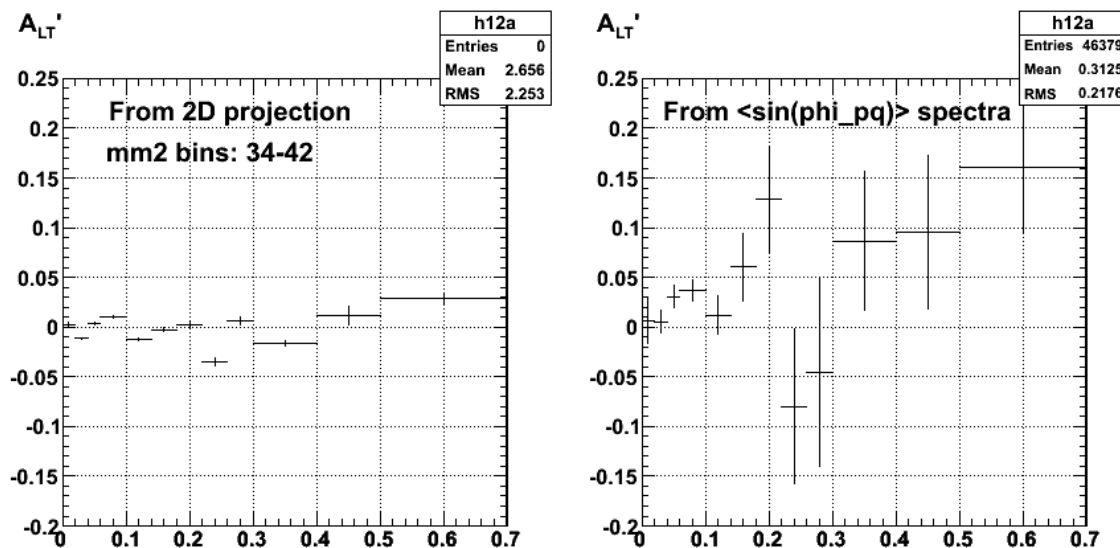 A_LT'
h12a
Entries 0
Mean 2.656
RMS 2.253
From 2D projection
mm2 bins: 34-42
0.25
0.2
0.15
0.1
0.05
0
-0.05
-0.1
-0.15
-0.2
0 0.1 0.2 0.3 0.4 0.5 0.6 0.7
A_LT'
h12a
Entries 46379
Mean 0.3125
RMS 0.2176
From <sin(phi_pq)> spectra
0.25
0.2
0.15
0.1
0.05
0
-0.05
-0.1
-0.15
-0.2
0 0.1 0.2 0.3 0.4 0.5 0.6 0.7